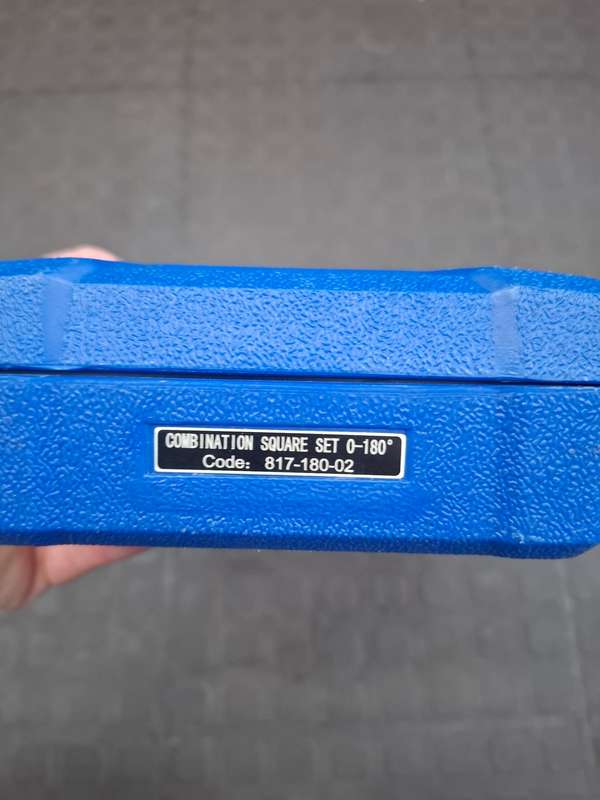 COMBINATION SQUARE SET 0-180°
Code: 817-180-02